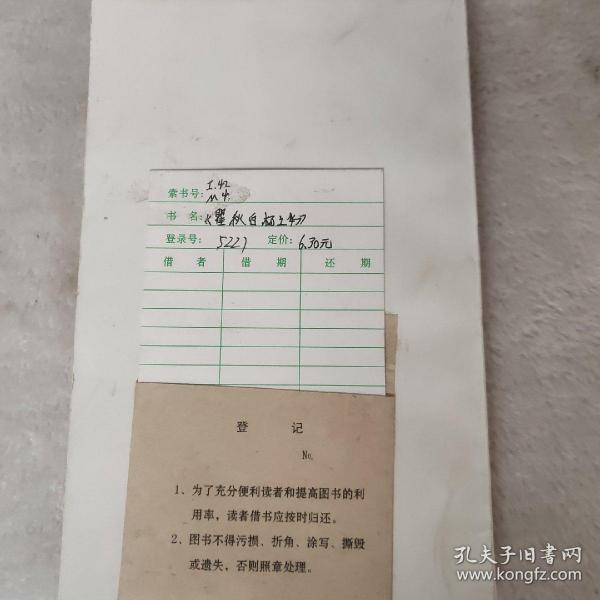 I.42
索书号: M4.
书 名:《瞿秋白
登录号: 5227 定价: 6.30元
借 者 借 期 还 期
登 记
No.
1、为了充分便利读者和提高图书的利
用率，读者借书应按时归还。
2、图书不得污损、折角、涂写、撕毁
或遗失，否则照章处理。
孔夫子旧书网
www.kongfz.com